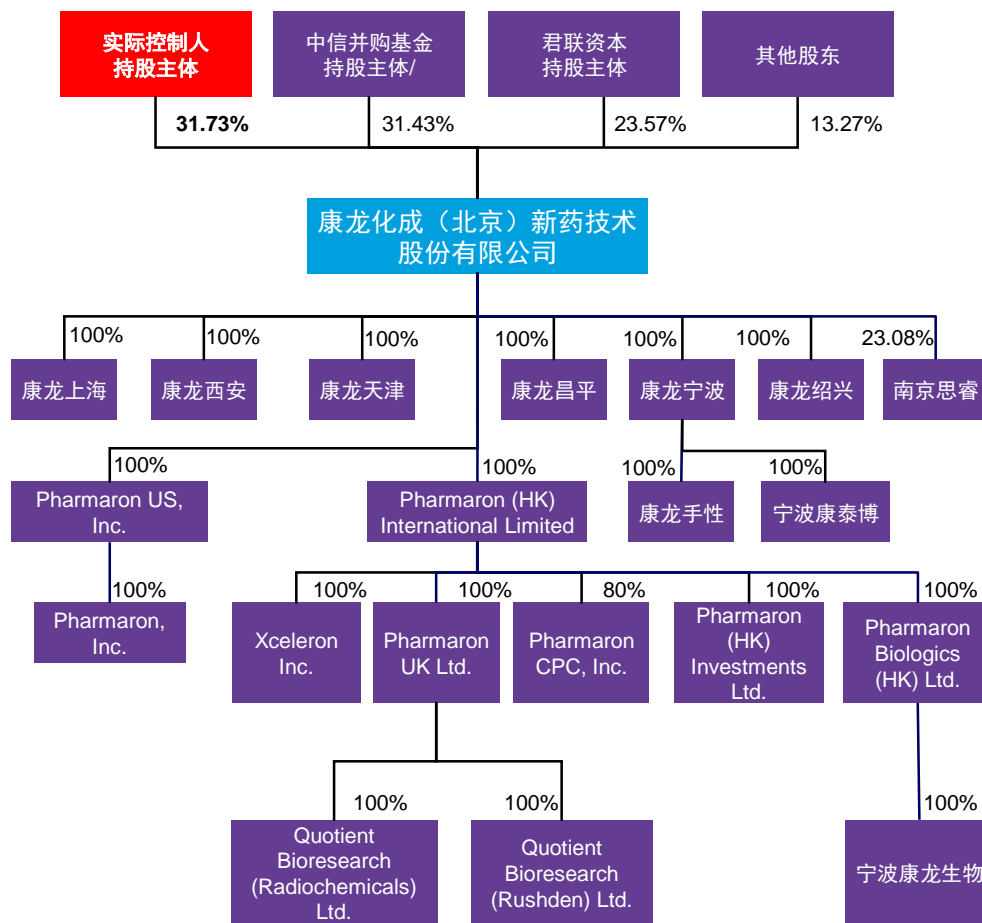 实际控制人
持股主体
中信并购基金
持股主体/
君联资本
持股主体
其他股东
31.73%
31.43%
23.57%
13.27%
康龙化成（北京）新药技术
股份有限公司
100%
100%
100%
100%
100%
100%
23.08%
康龙上海
康龙西安
康龙天津
康龙昌平
康龙宁波
康龙绍兴
南京思睿
100%
100%
100%
100%
Pharmaron US,
Inc.
Pharmaron (HK)
International Limited
康龙手性
宁波康泰博
100%
100%
100%
80%
100%
100%
Pharmaron,
Inc.
Xceleron
Inc.
Pharmaron
UK Ltd.
Pharmaron
CPC, Inc.
Pharmaron
(HK)
Investments
Ltd.
Pharmaron
Biologics
(HK) Ltd.
100%
100%
100%
Quotient
Bioresearch
(Radiochemicals)
Ltd.
Quotient
Bioresearch
(Rushden) Ltd.
宁波康龙生物